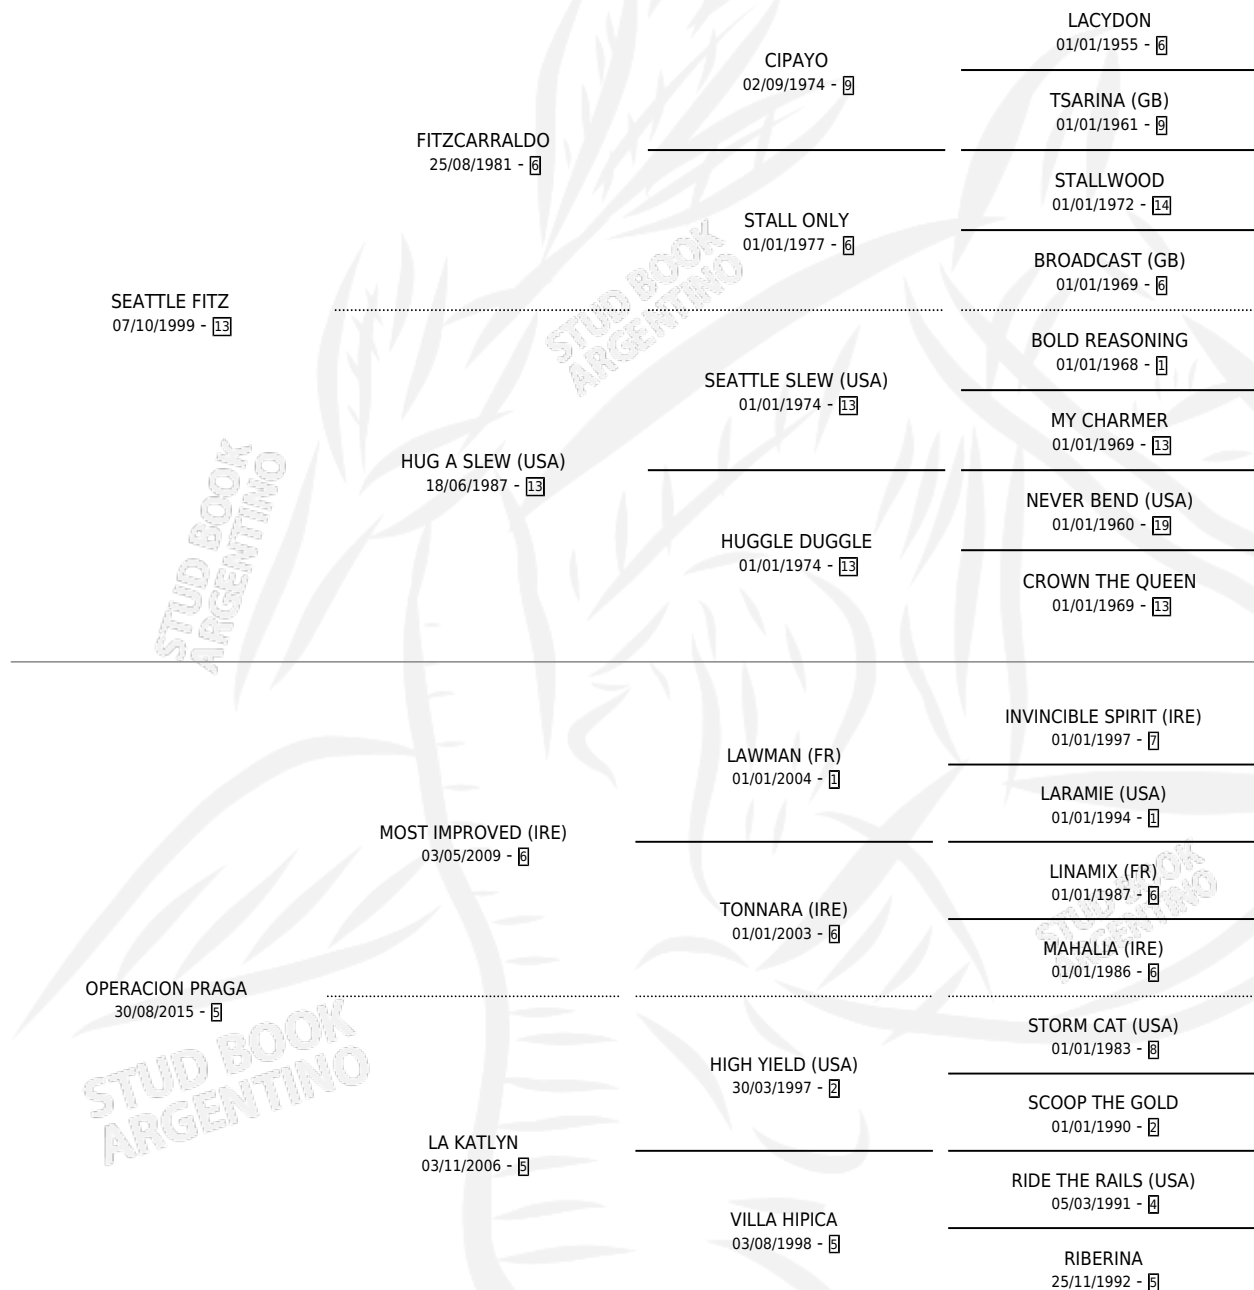 LACYDON
01/01/1955 - 6
CIPAYO
02/09/1974 - 9
TSARINA (GB)
01/01/1961 - 9
FITZCARRALDO
25/08/1981 - 6
STALLWOOD
01/01/1972 - 14
STALL ONLY
01/01/1977 - 6
BROADCAST (GB)
01/01/1969 - 6
SEATTLE FITZ
07/10/1999 - 13
BOLD REASONING
01/01/1968 - 1
SEATTLE SLEW (USA)
01/01/1974 - 13
MY CHARMER
01/01/1969 - 13
HUG A SLEW (USA)
18/06/1987 - 13
NEVER BEND (USA)
01/01/1960 - 19
HUGGLE DUGGLE
01/01/1974 - 13
CROWN THE QUEEN
01/01/1969 - 13
STUD BOOK
ARGENTINO
STUD BOOK
ARGENTINO
INVINCIBLE SPIRIT (IRE)
01/01/1997 - 7
LAWMAN (FR)
01/01/2004 - 1
LARAMIE (USA)
01/01/1994 - 1
MOST IMPROVED (IRE)
03/05/2009 - 6
LINAMIX (FR)
01/01/1987 - 6
TONNARA (IRE)
01/01/2003 - 6
MAHALIA (IRE)
01/01/1986 - 6
OPERACION PRAGA
30/08/2015 - 5
STORM CAT (USA)
01/01/1983 - 8
HIGH YIELD (USA)
30/03/1997 - 2
SCOOP THE GOLD
01/01/1990 - 2
LA KATLYN
03/11/2006 - 5
RIDE THE RAILS (USA)
05/03/1991 - 4
VILLA HIPICA
03/08/1998 - 5
RIBERINA
25/11/1992 - 5
STUD BOOK
ARGENTINO
STUD BOOK
ARGENTINO